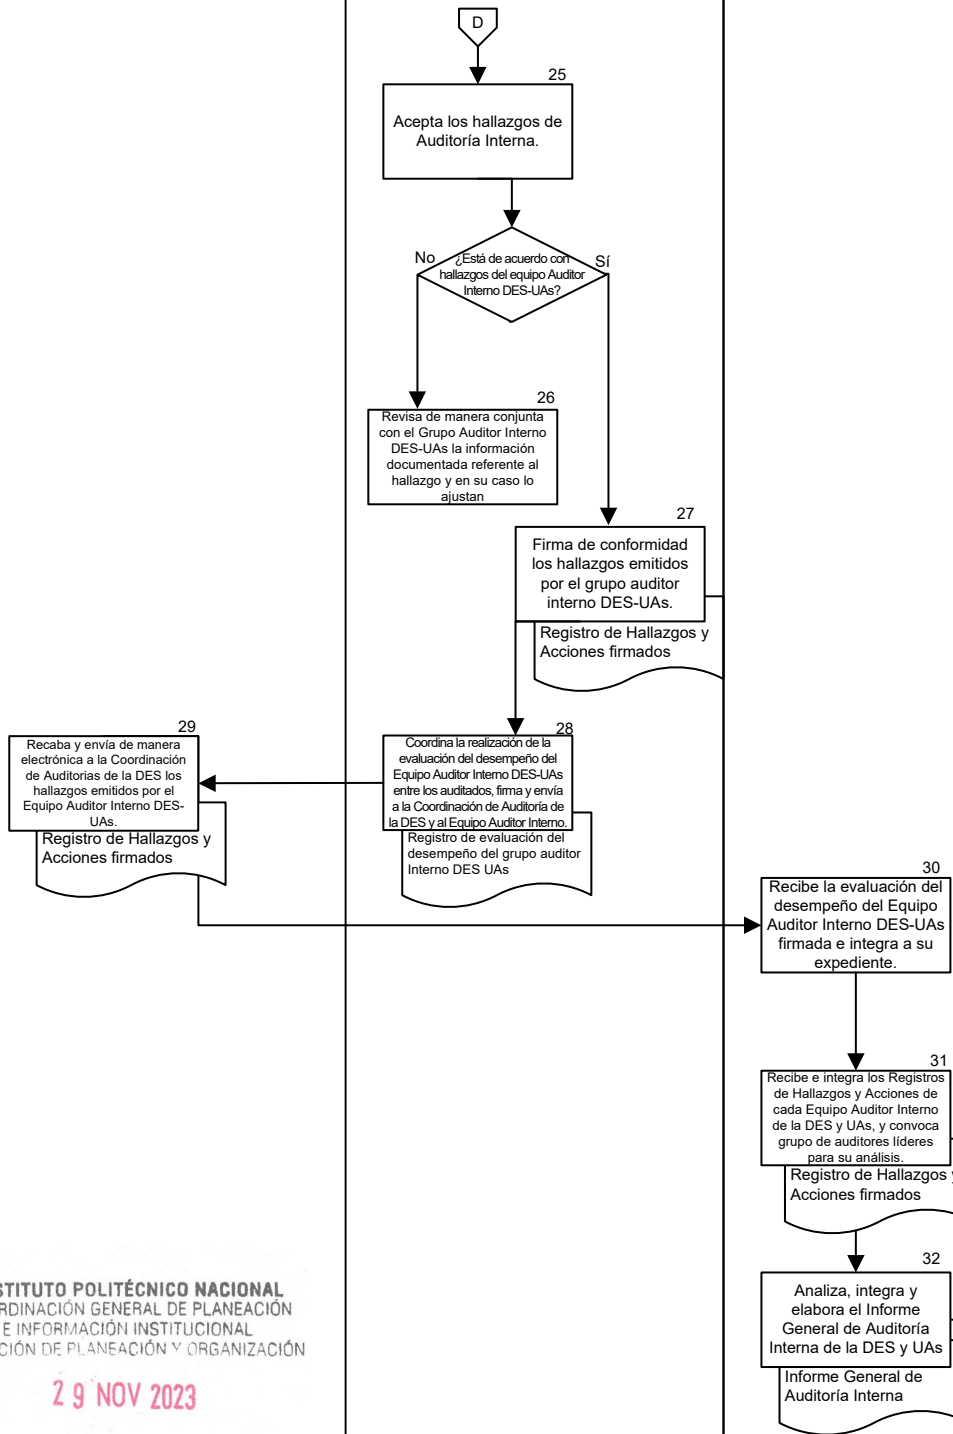 D
25
Acepta los hallazgos de
Auditoría Interna.
No
¿Está de acuerdo con
hallazgos del equipo Auditor
Interno DES-UAs?
Sí
26
Revisa de manera conjunta
con el Grupo Auditor Interno
DES-UAs la información
documentada referente al
hallazgo y en su caso lo
ajustan
27
Firma de conformidad
los hallazgos emitidos
por el grupo auditor
interno DES-UAs.
Registro de Hallazgos y
Acciones firmados
28
Coordina la realización de la
evaluación del desempeño del
Equipo Auditor Interno DES-UAs
entre los auditados, firma y envía
a la Coordinación de Auditoría de
la DES y al Equipo Auditor Interno.
Registro de evaluación del
desempeño del grupo auditor
Interno DES UAs
29
Recaba y envía de manera
electrónica a la Coordinación
de Auditorias de la DES los
hallazgos emitidos por el
Equipo Auditor Interno DES-
UAs.
Registro de Hallazgos y
Acciones firmados
30
Recibe la evaluación del
desempeño del Equipo
Auditor Interno DES-UAs
firmada e integra a su
expediente.
31
Recibe e integra los Registros
de Hallazgos y Acciones de
cada Equipo Auditor Interno
de la DES y UAs, y convoca
grupo de auditores líderes
para su análisis.
Registro de Hallazgos y
Acciones firmados
32
Analiza, integra y
elabora el Informe
General de Auditoría
Interna de la DES y UAs
Informe General de
Auditoría Interna
STITUTO POLITÉCNICO NACIONAL
RDINACIÓN GENERAL DE PLANEACIÓN
E INFORMACIÓN INSTITUCIONAL
CIÓN DE PLANEACIÓN Y ORGANIZACIÓN
29 NOV 2023